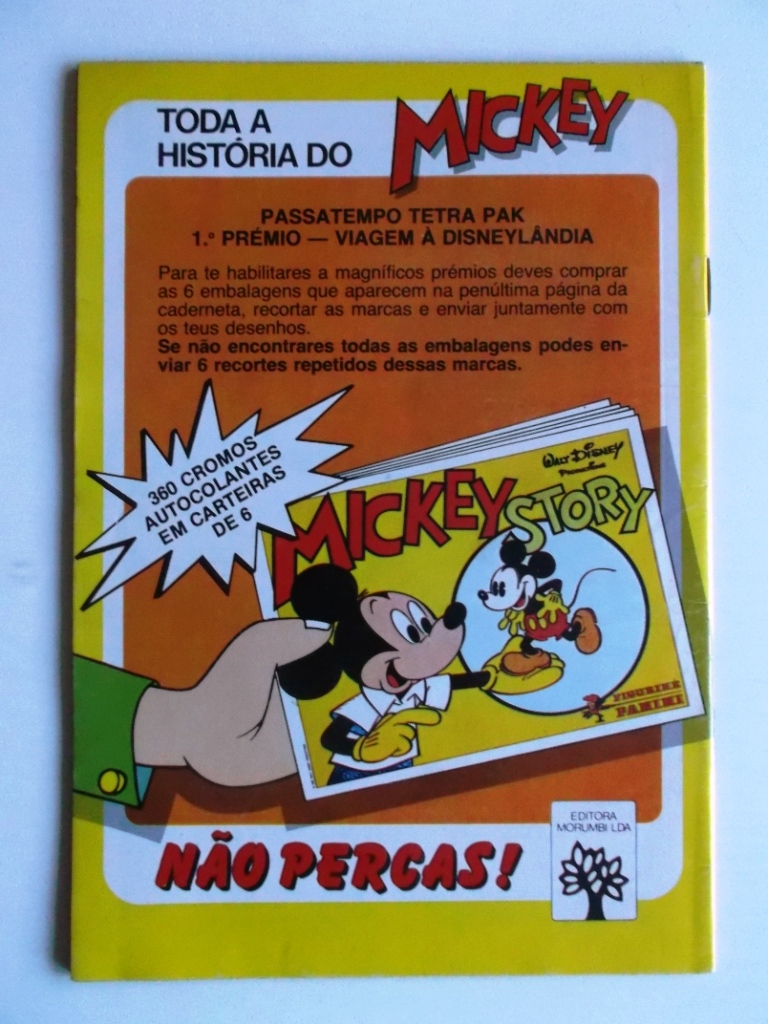 TODA A
HISTÓRIA DO
MICKEY
PASSATEMPO TETRA PAK
1.º PRÉMIO — VIAGEM À DISNEYLÂNDIA
Para te habilitares a magníficos prémios deves comprar
as 6 embalagens que aparecem na penúltima página da
caderneta, recortar as marcas e enviar juntamente com
os teus desenhos.
Se não encontrares todas as embalagens podes en-
viar 6 recortes repetidos dessas marcas.
360 CROMOS
AUTOCOLANTES
EM CARTEIRAS
DE 6
WALT DISNEY
MICKEY STORY
FIGURINE
PANINI
NÃO PERCAS!
EDITORA
MORUMBI LDA